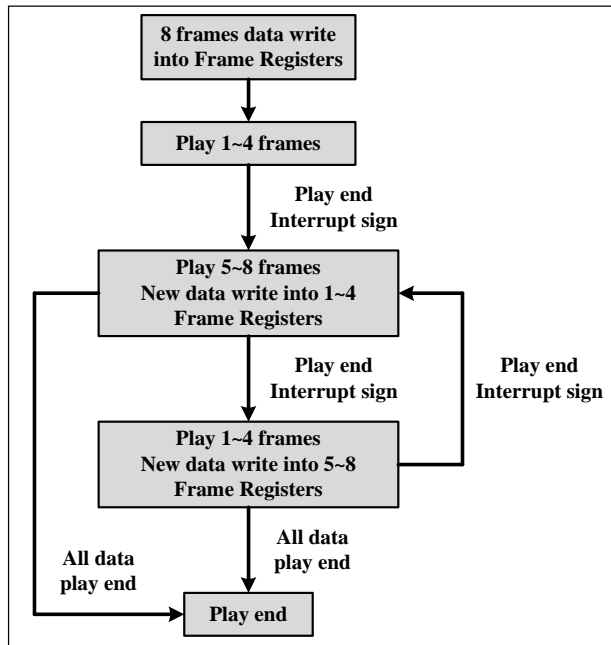 8 frames data write
into Frame Registers
Play 1~4 frames
Play end
Interrupt sign
Play 5~8 frames
New data write into 1~4
Frame Registers
Play end
Interrupt sign
Play end
Interrupt sign
Play 1~4 frames
New data write into 5~8
Frame Registers
All data
play end
All data
play end
Play end